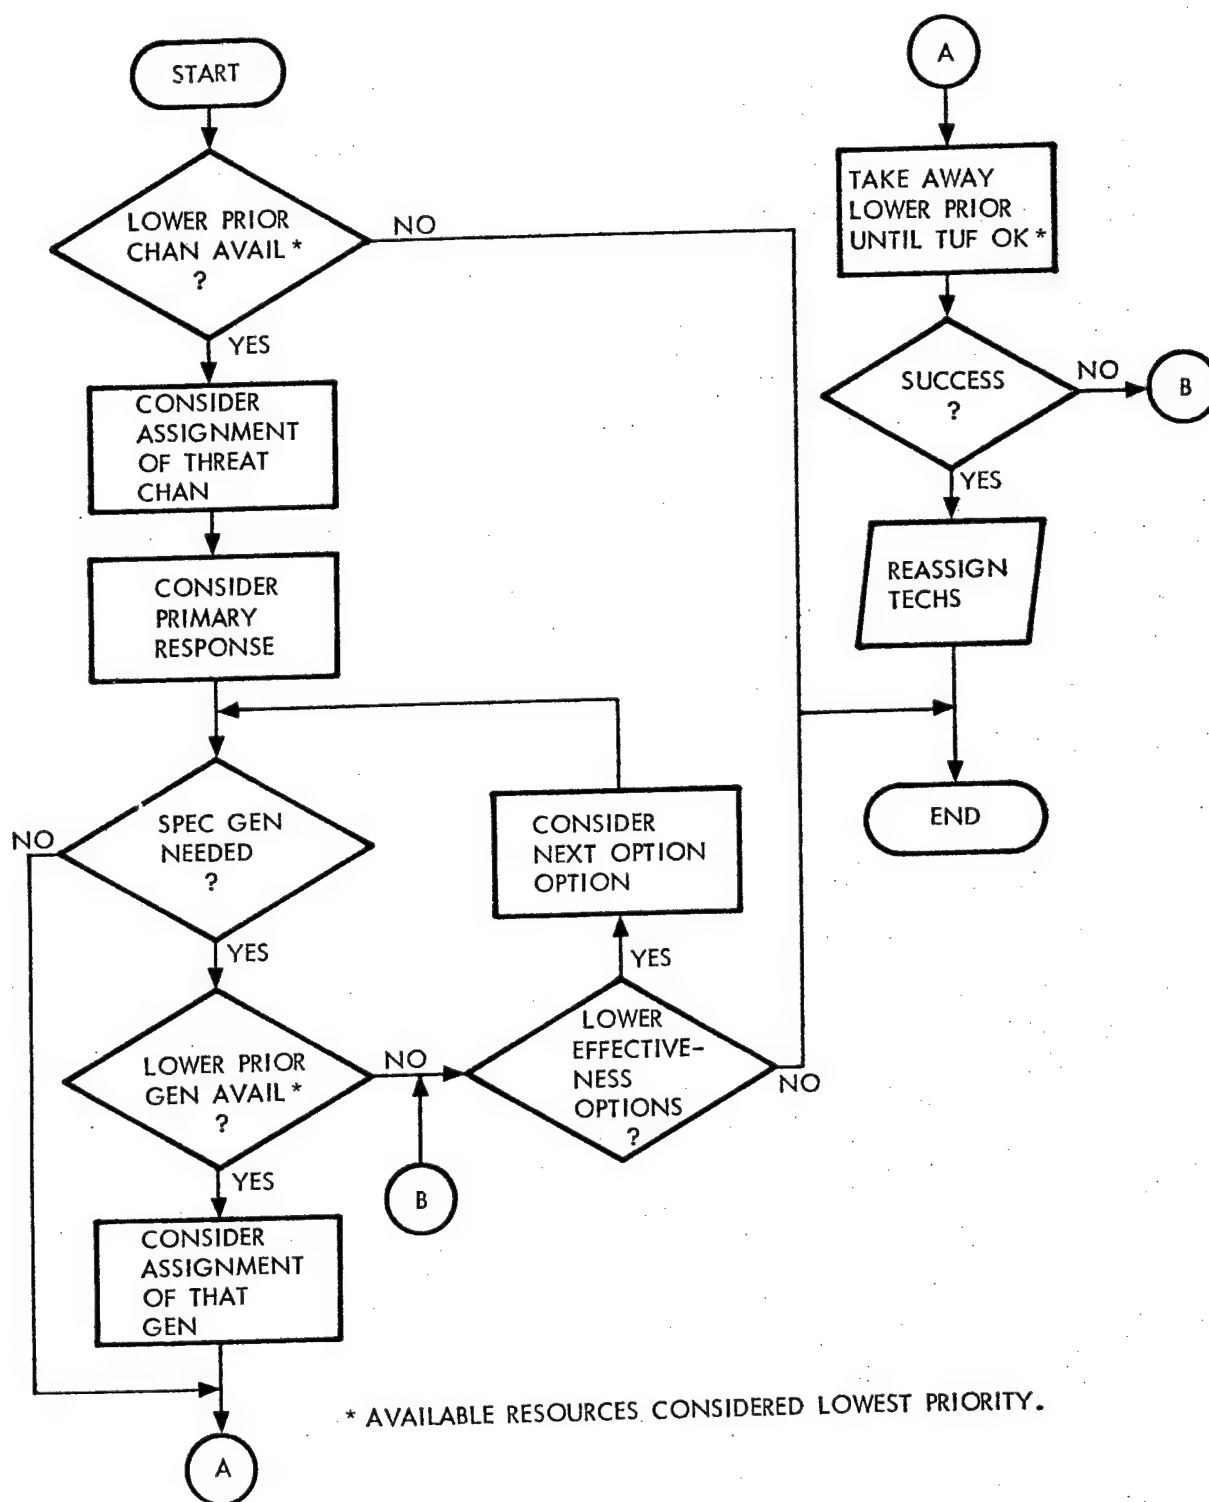 START
LOWER PRIOR
CHAN AVAIL*
?
NO
YES
CONSIDER
ASSIGNMENT
OF THREAT
CHAN
CONSIDER
PRIMARY
RESPONSE
SPEC GEN
NEEDED
?
NO
YES
LOWER PRIOR
GEN AVAIL*
?
NO
YES
CONSIDER
ASSIGNMENT
OF THAT
GEN
A
B
CONSIDER
NEXT OPTION
OPTION
YES
LOWER
EFFECTIVE-
NESS
OPTIONS
?
NO
A
TAKE AWAY
LOWER PRIOR
UNTIL TUF OK*
SUCCESS
?
NO
B
YES
REASSIGN
TECHS
END
* AVAILABLE RESOURCES CONSIDERED LOWEST PRIORITY.